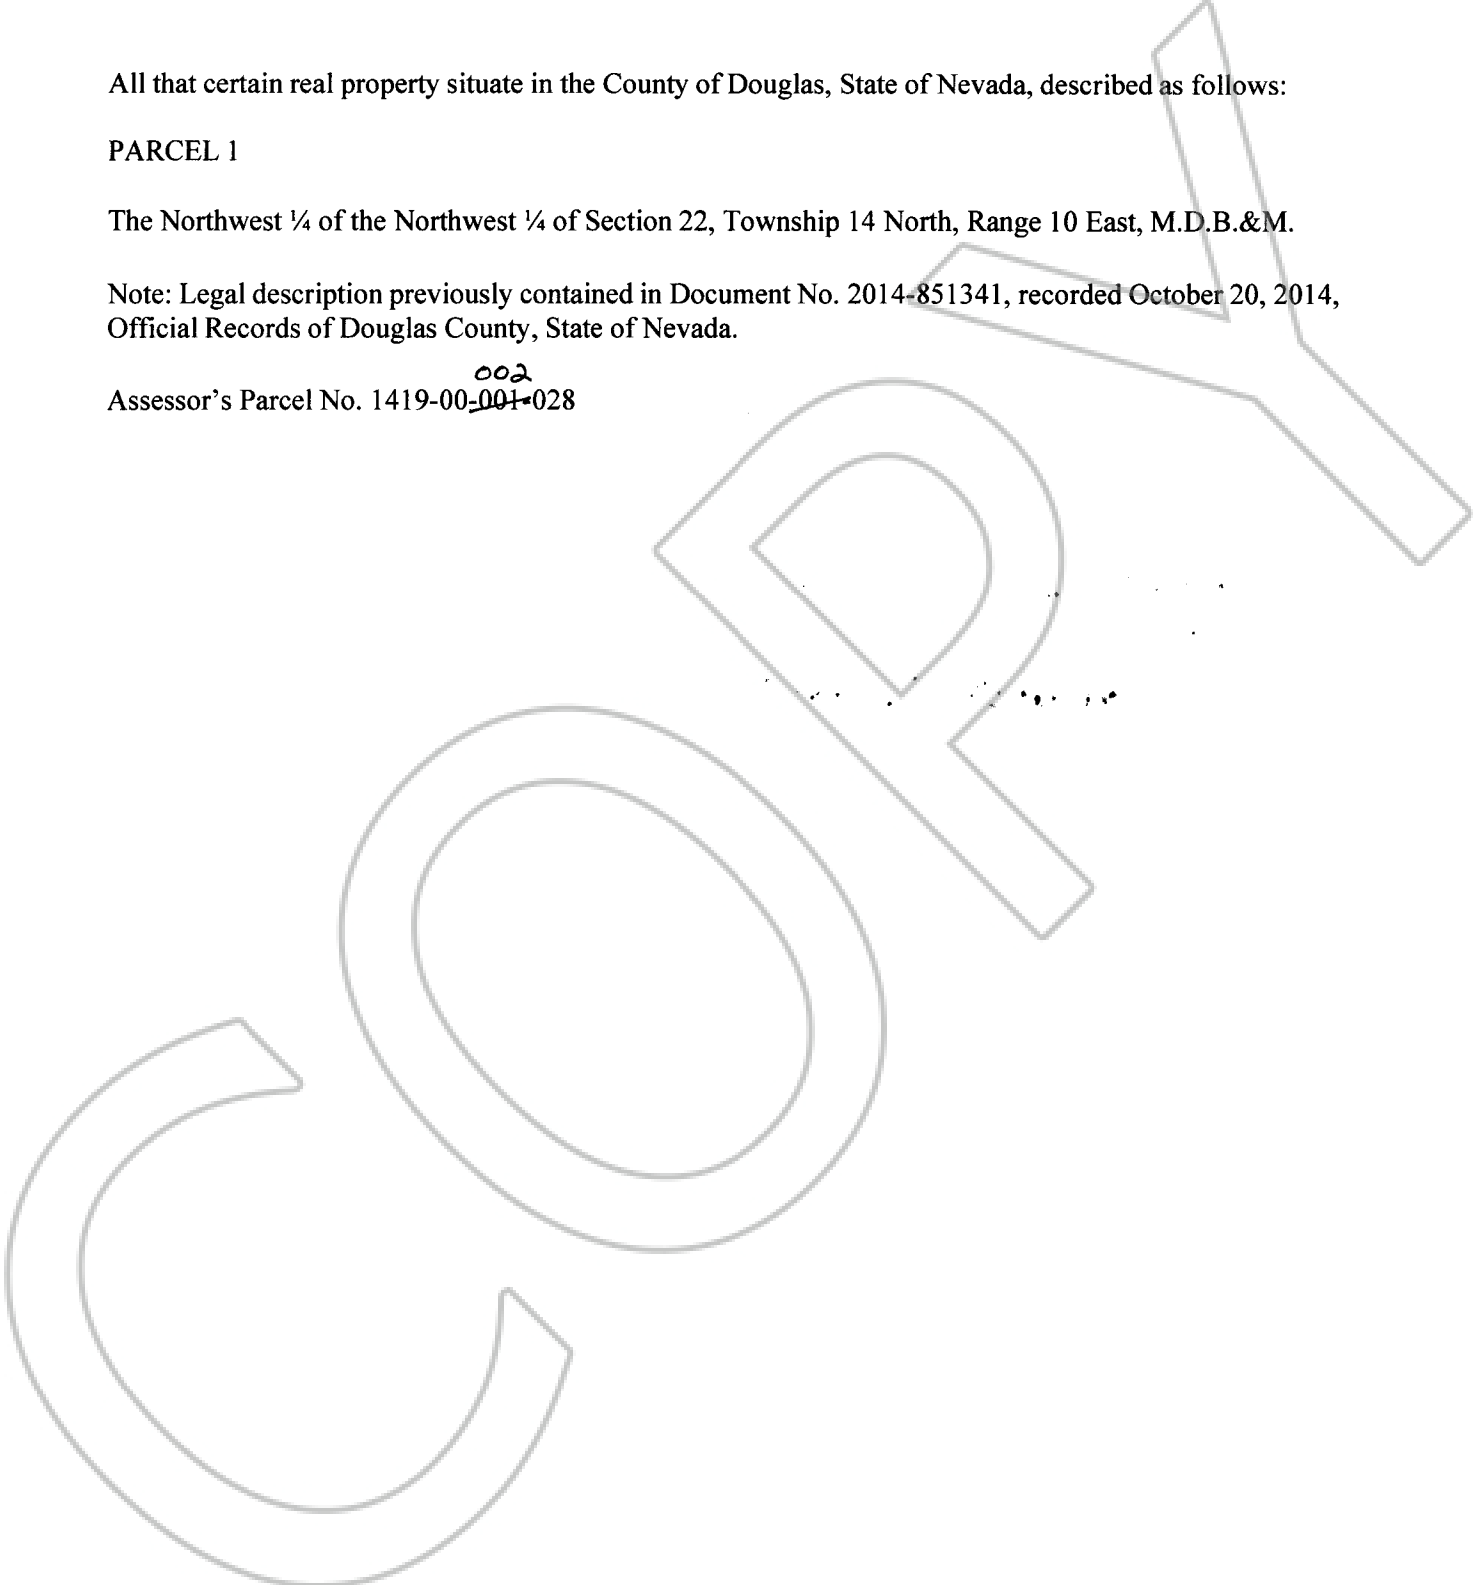 All that certain real property situate in the County of Douglas, State of Nevada, described as follows:
PARCEL 1
The Northwest ¼ of the Northwest ¼ of Section 22, Township 14 North, Range 10 East, M.D.B.&M.
Note: Legal description previously contained in Document No. 2014-851341, recorded October 20, 2014,
Official Records of Douglas County, State of Nevada.
002
Assessor's Parcel No. 1419-00-001-028
COPY